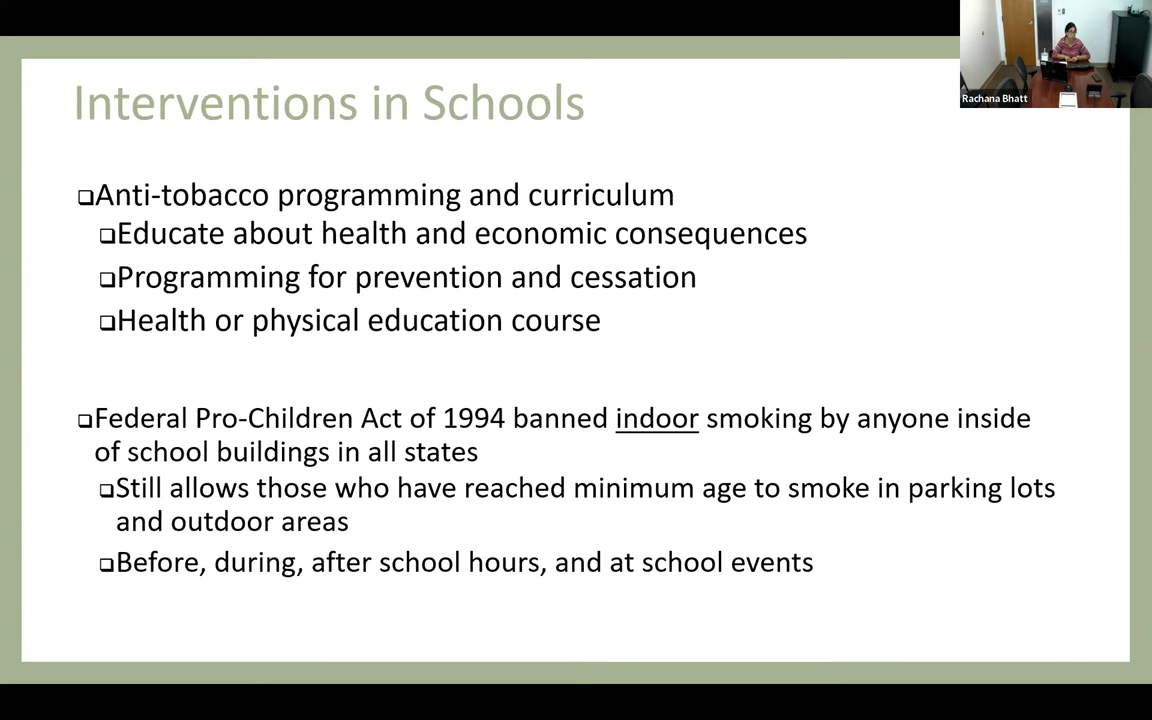 Interventions in Schools
Rachana Bhatt
❑Anti-tobacco programming and curriculum
❑Educate about health and economic consequences
❑Programming for prevention and cessation
❑Health or physical education course
❑Federal Pro-Children Act of 1994 banned indoor smoking by anyone inside
of school buildings in all states
❑Still allows those who have reached minimum age to smoke in parking lots
and outdoor areas
❑Before, during, after school hours, and at school events